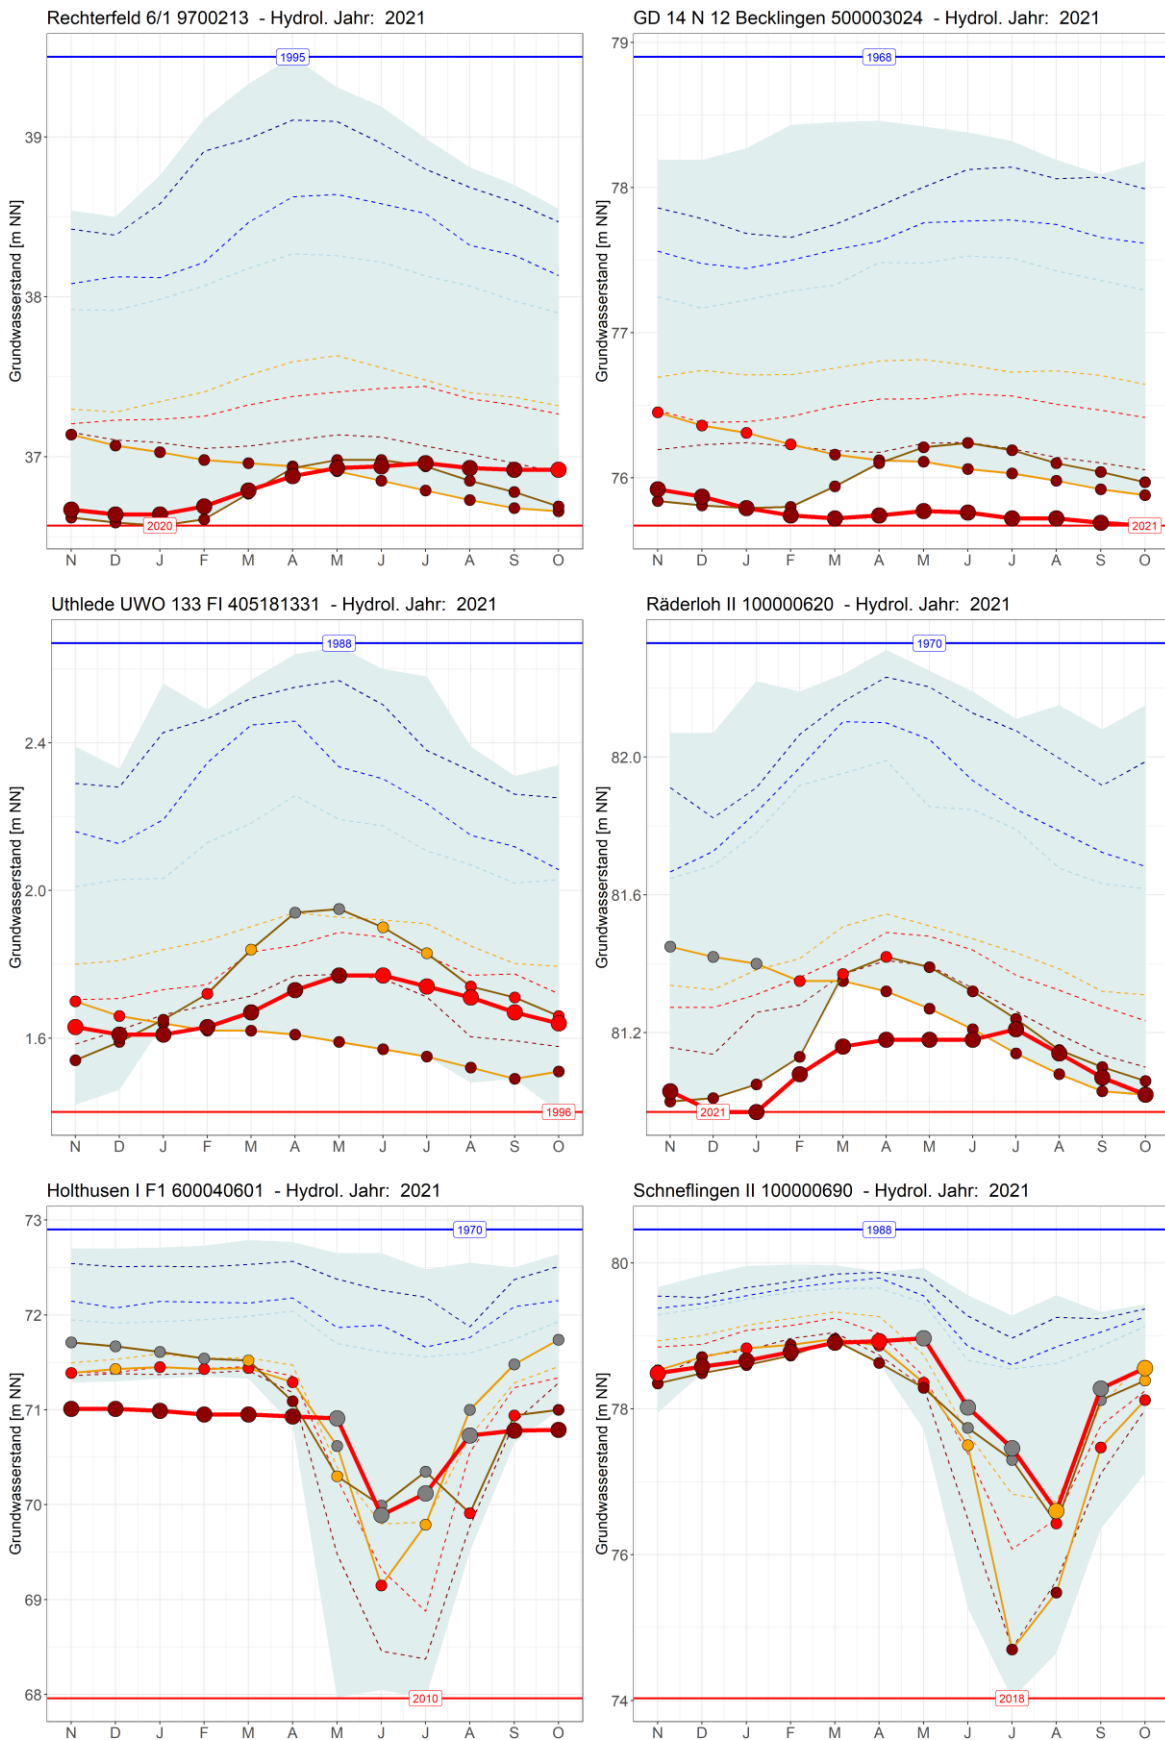 Rechterfeld 6/1 9700213 - Hydrol. Jahr: 2021
Grundwasserstand [m NN]
39
38
37
1995
2020
N D J F M A M J J A S O
GD 14 N 12 Becklingen 500003024 - Hydrol. Jahr: 2021
Grundwasserstand [m NN]
79
78
77
76
1968
2021
N D J F M A M J J A S O
Uthlede UWO 133 FI 405181331 - Hydrol. Jahr: 2021
Grundwasserstand [m NN]
2.4
2.0
1.6
1988
1996
N D J F M A M J J A S O
Räderloh II 100000620 - Hydrol. Jahr: 2021
Grundwasserstand [m NN]
82.0
81.6
81.2
1970
2021
N D J F M A M J J A S O
Holthusen I F1 600040601 - Hydrol. Jahr: 2021
Grundwasserstand [m NN]
73
72
71
70
69
68
1970
2010
N D J F M A M J J A S O
Schneflingen II 100000690 - Hydrol. Jahr: 2021
Grundwasserstand [m NN]
80
78
76
74
1988
2018
N D J F M A M J J A S O